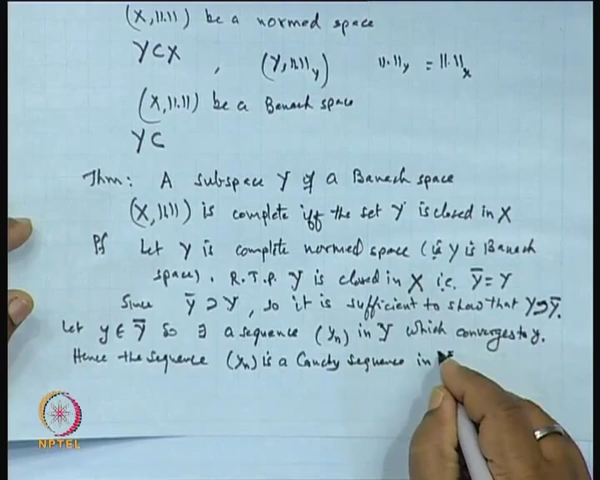 (X, ||.||) be a normed space
Y ⊂ X , (Y, ||.||_Y) ||.||_Y = ||.||_X
(X, ||.||) be a Banach space
Y ⊂
Thm: A subspace Y of a Banach space
(X, ||.||) is complete iff the set Y is closed in X
Pf Let Y is complete normed space (ie Y is Banach
space). R.T.P. Y is closed in X i.e. Ȳ = Y
Since Ȳ ⊃ Y, so it is sufficient to show that Y ⊃ Ȳ.
Let y ∈ Ȳ So ∃ a sequence (yn) in Y which converges to y.
Hence the sequence (yn) is a Cauchy sequence in
NPTEL